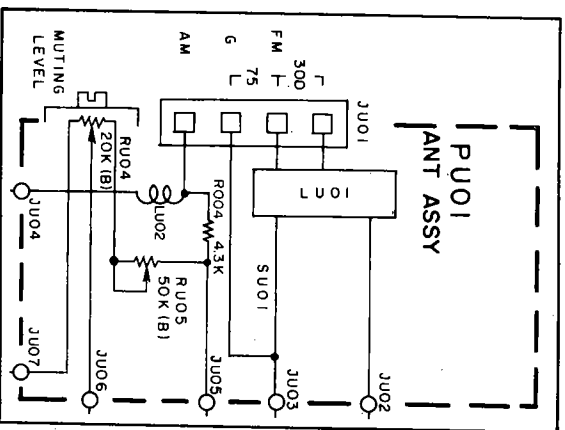 PU01
ANT ASSY
JU01
300
75
FM
G
AM
LU01
SU01
JU02
JU03
R004
4.3K
JU05
LU02
RU05
50K(B)
MUTING
LEVEL
RU04
20K(B)
JU04
JU07
JU06